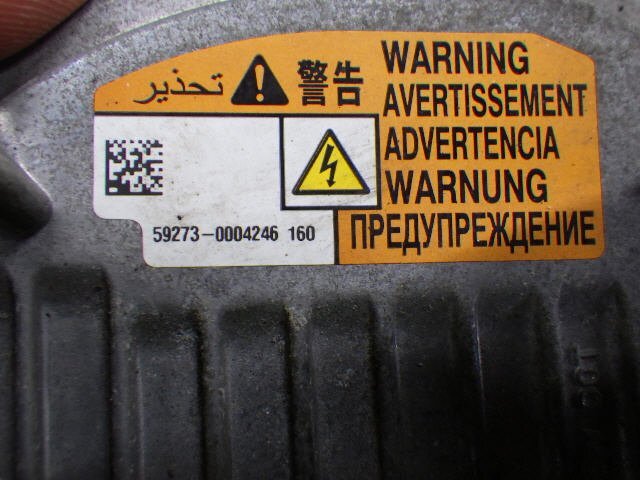 تحذير
警告
WARNING
AVERTISSEMENT
ADVERTENCIA
WARNUNG
ПРЕДУПРЕЖДЕНИЕ
59273-0004246 160